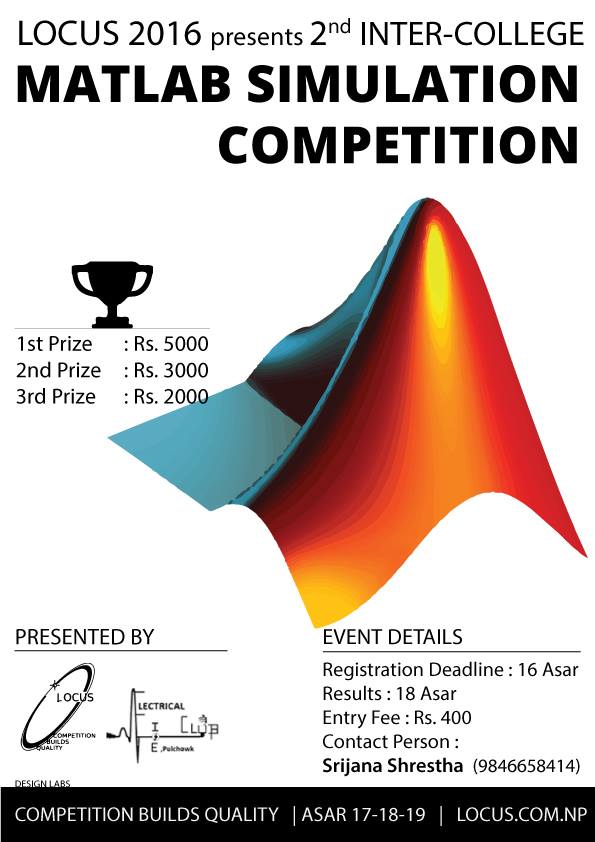 LOCUS 2016 presents 2nd INTER-COLLEGE
MATLAB SIMULATION
COMPETITION
1st Prize : Rs. 5000
2nd Prize : Rs. 3000
3rd Prize : Rs. 2000
PRESENTED BY
LOCUS
COMPETITION
BUILDS
QUALITY
ELECTRICAL
CLUB
IOE, Pulchowk
DESIGN LABS
EVENT DETAILS
Registration Deadline : 16 Asar
Results : 18 Asar
Entry Fee : Rs. 400
Contact Person :
Srijana Shrestha (9846658414)
COMPETITION BUILDS QUALITY | ASAR 17-18-19 | LOCUS.COM.NP